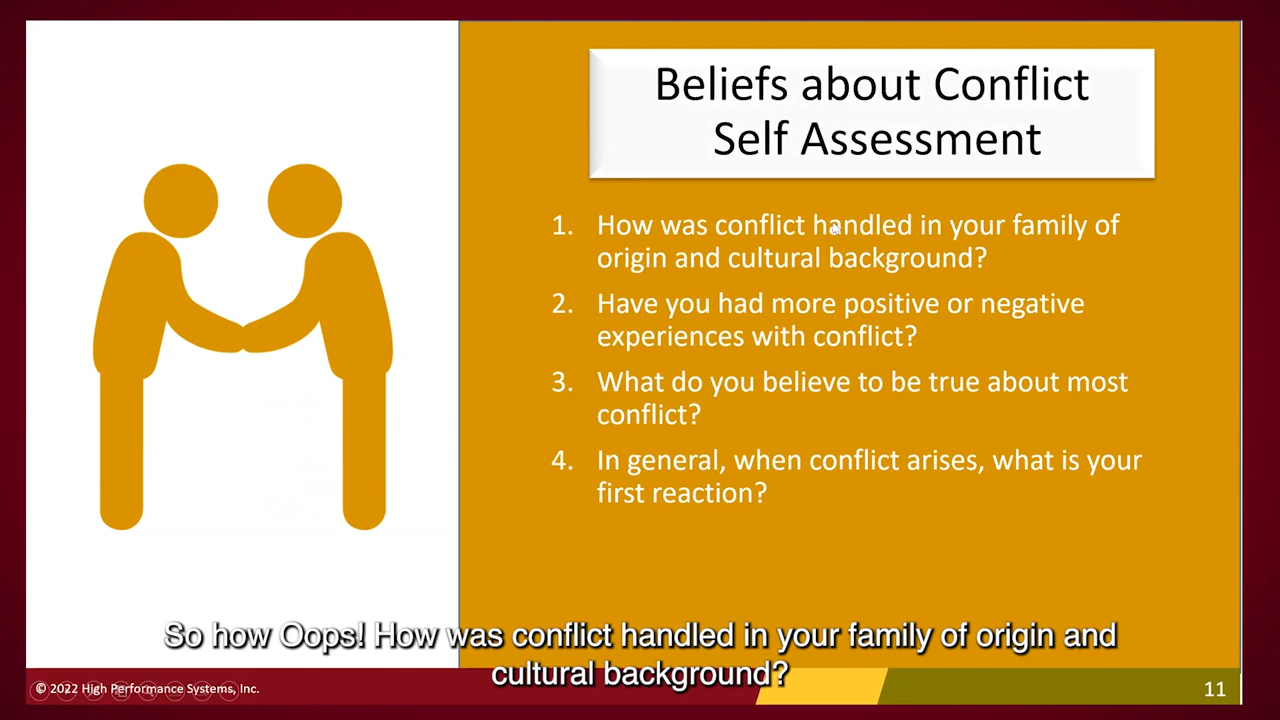 Beliefs about Conflict
Self Assessment
1. How was conflict handled in your family of
origin and cultural background?
2. Have you had more positive or negative
experiences with conflict?
3. What do you believe to be true about most
conflict?
4. In general, when conflict arises, what is your
first reaction?
So how Oops! How was conflict handled in your family of origin and
cultural background?
© 2022 High Performance Systems, Inc.
11